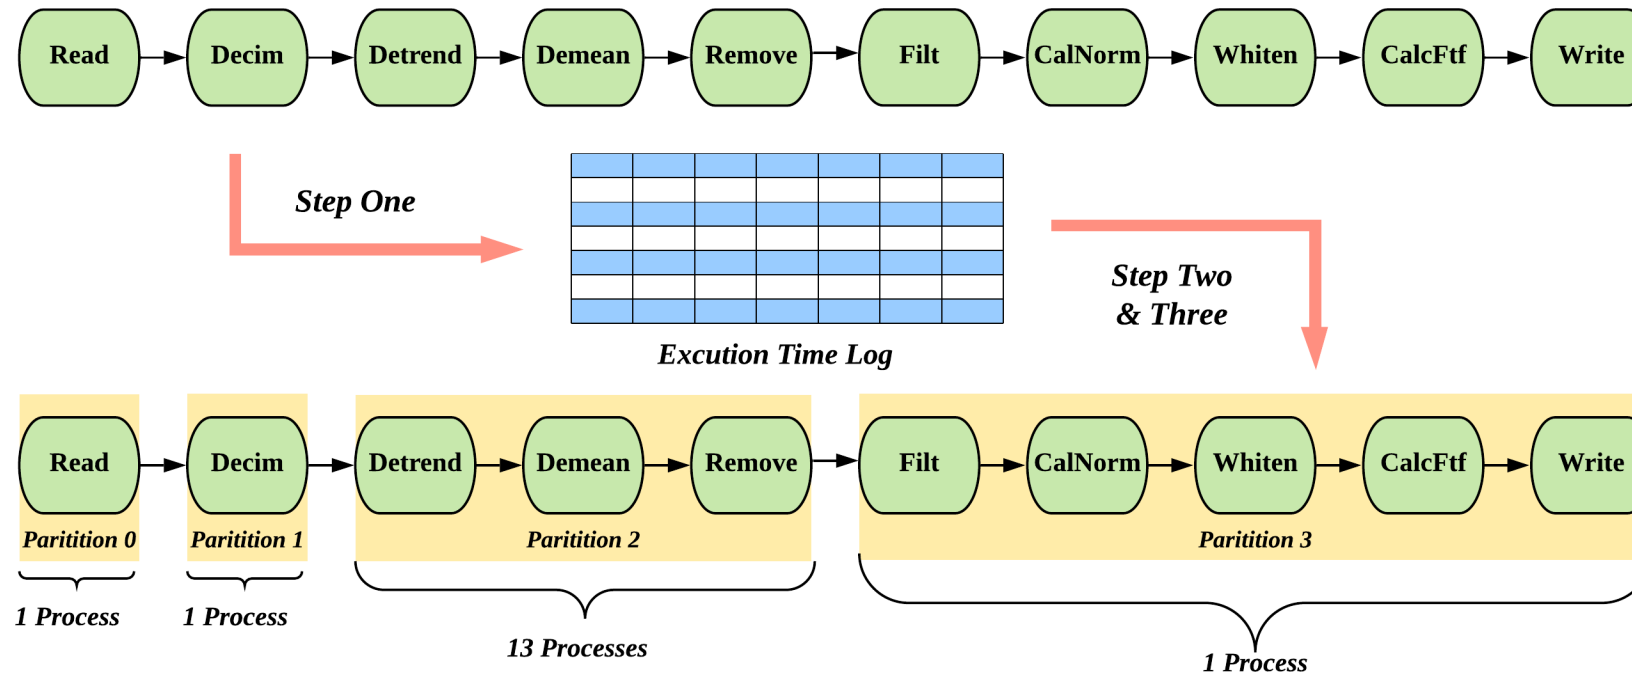 Read Decim Detrend Demean Remove Filt CalNorm Whiten CalcFtf Write
Step One
Step Two
& Three
Excution Time Log
Read Decim Detrend Demean Remove Filt CalNorm Whiten CalcFtf Write
Paritition 0 Paritition 1 Paritition 2 Paritition 3
1 Process 1 Process 13 Processes 1 Process